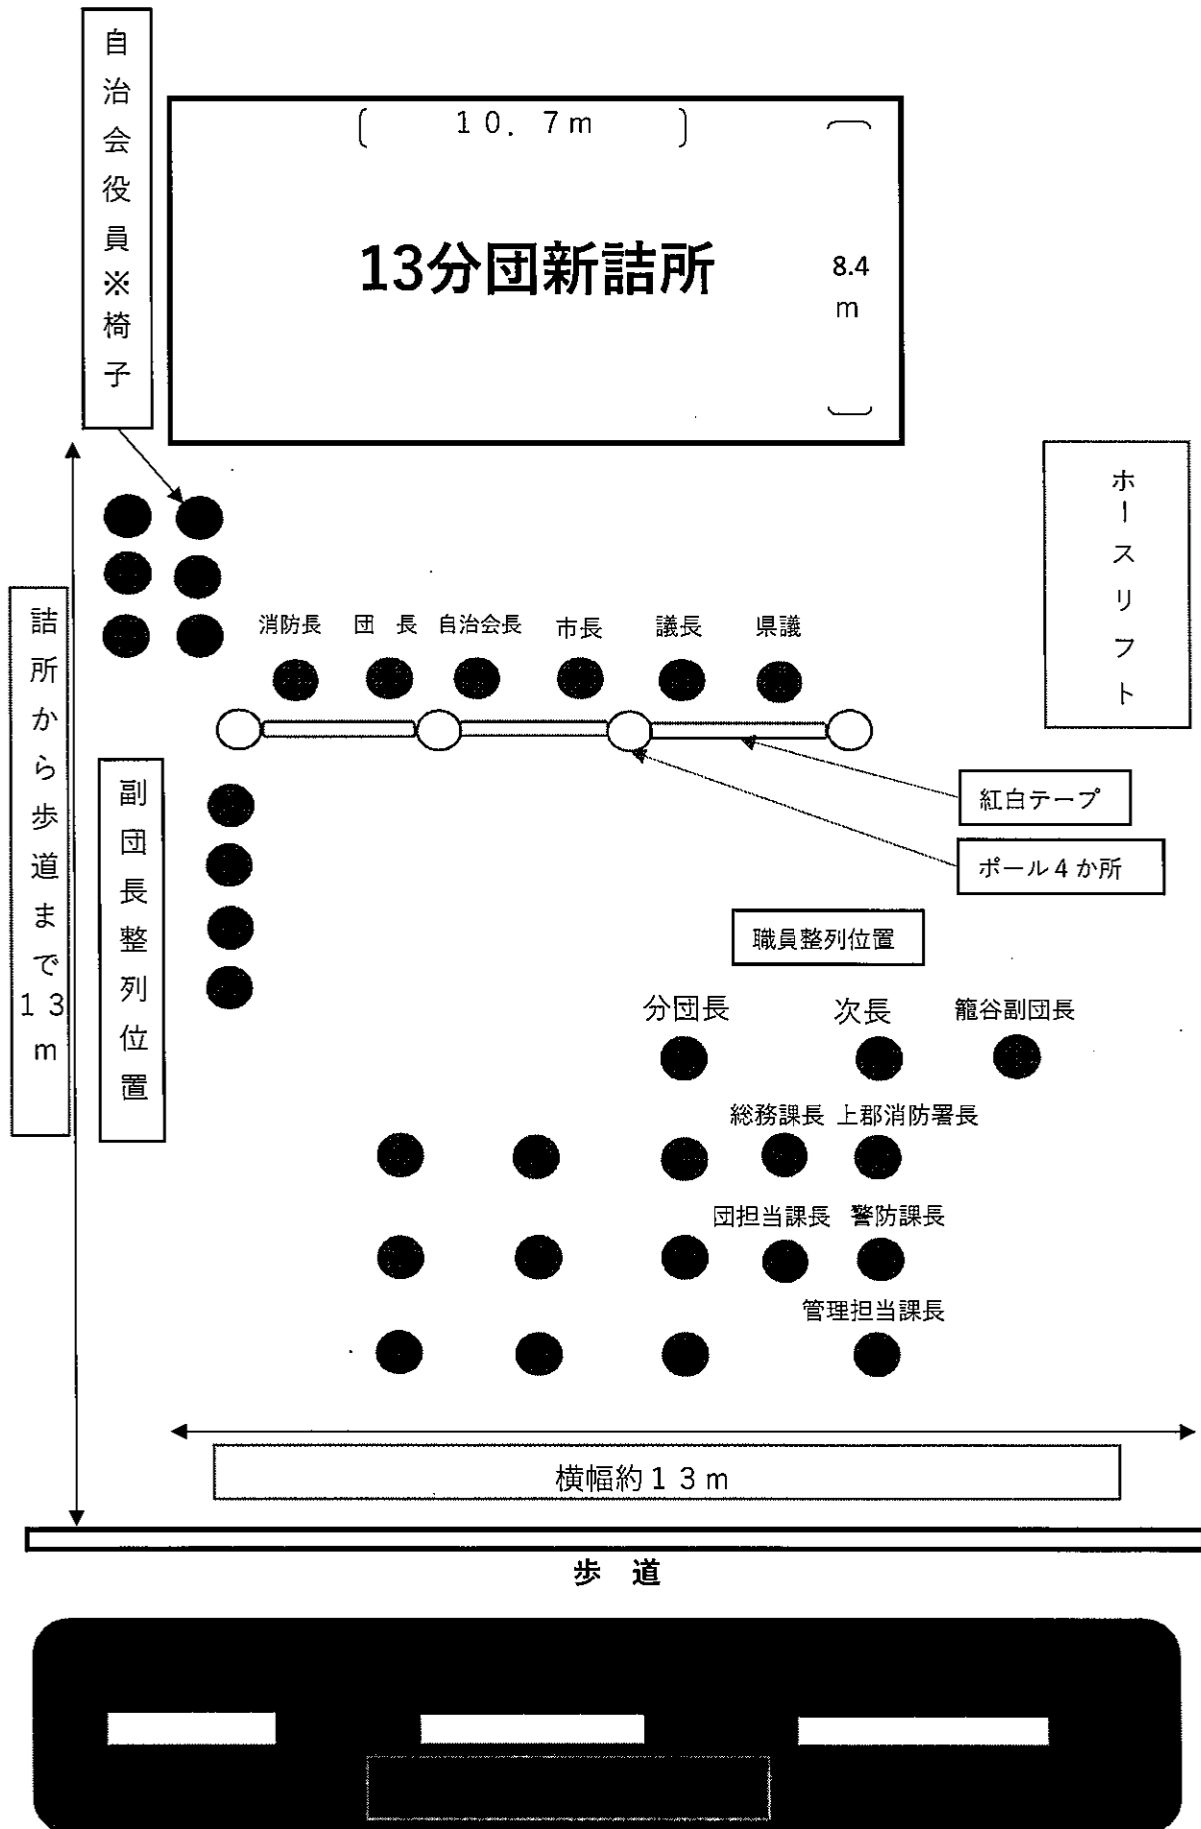 自治会役員※椅子
10.7m
13分団新詰所
8.4
m
ホースリフト
詰所から歩道まで13m
消防長 団 長 自治会長 市長 議長 県議
副団長整列位置
紅白テープ
ポール4か所
職員整列位置
分団長 次長 籠谷副団長
総務課長 上郡消防署長
団担当課長 警防課長
管理担当課長
横幅約13m
歩 道